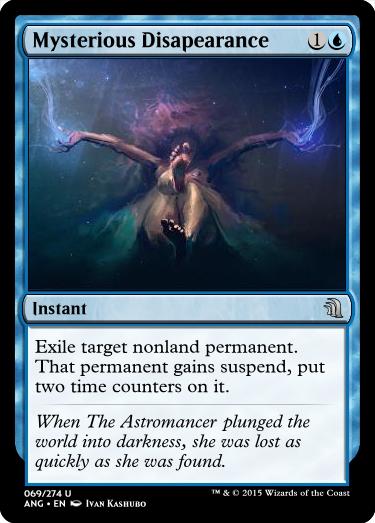 Mysterious Disapearance 1
Instant
Exile target nonland permanent.
That permanent gains suspend, put
two time counters on it.
When The Astromancer plunged the
world into darkness, she was lost as
quickly as she was found.
069/274 U
ANG • EN Ivan Kashubo
™ & © 2015 Wizards of the Coast